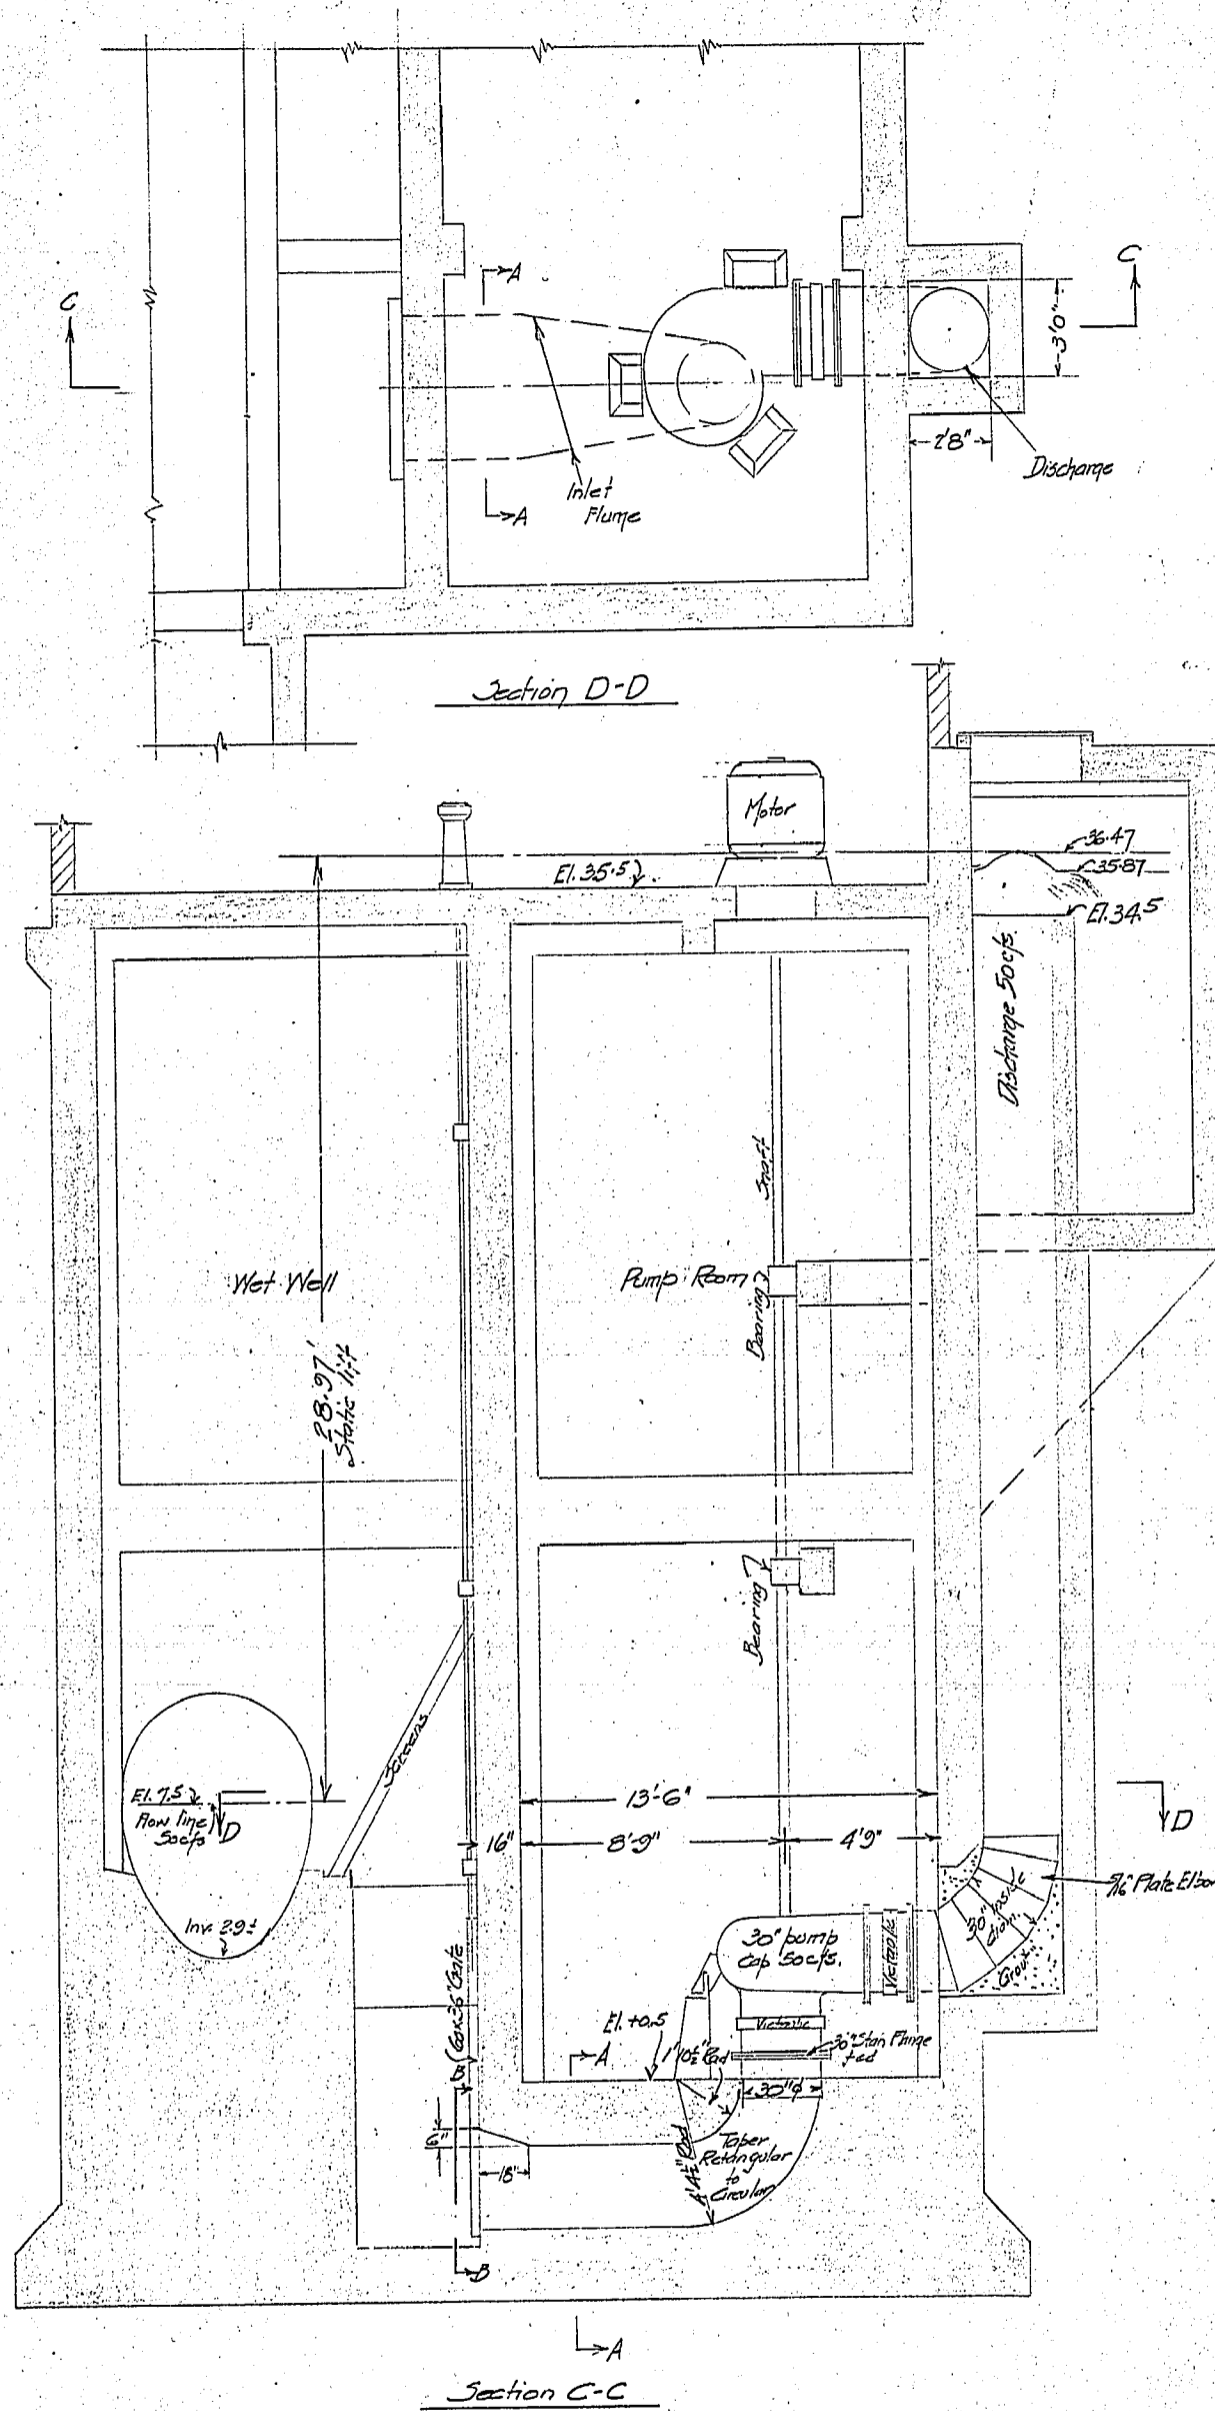 C
C
A
A
3'0"
2'8"
Discharge
Inlet
Flume
Section D-D
Motor
El. 35.5
36.47
35.87
El. 34.5
Discharge 50cfs.
Wet Well
28.97'
Static lift
Shaft
Pump Room
Bearing
Bearing
Screens
El. 7.5
Flow line
50cfs
D
Inv. 2.9±
13'-6"
16"
8'-9"
4'9"
D
30" pump
Cap 50cfs.
Victaulic
30" Inside
diam.
Grout
Plate Elbow
El. +0.5
Victaulic
30" Stan Flange
A
1'10½" Rad
30"φ
B
60x36" Gate
6"
18"
4'4½" Rad
Taper
Retangular
to
Circular
B
A
Section C-C